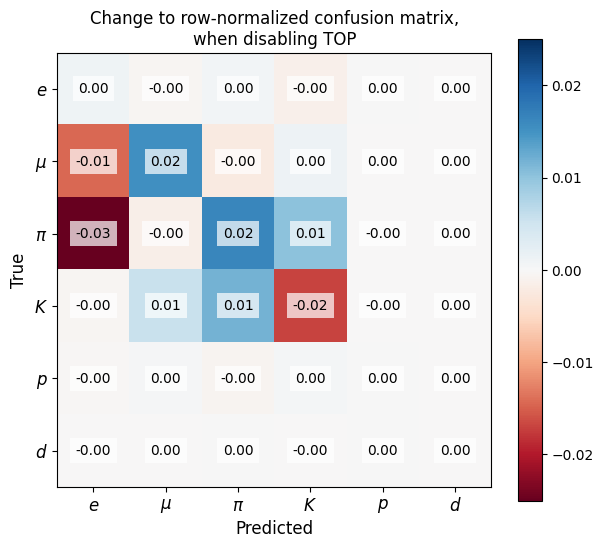 Change to row-normalized confusion matrix,
when disabling TOP
e 0.00 -0.00 0.00 -0.00 0.00 0.00
μ -0.01 0.02 -0.00 0.00 0.00 0.00
π -0.03 -0.00 0.02 0.01 -0.00 0.00
K -0.00 0.01 0.01 -0.02 -0.00 0.00
p -0.00 0.00 -0.00 0.00 0.00 0.00
d -0.00 0.00 0.00 -0.00 0.00 0.00
e μ π K p d
True
Predicted
0.02
0.01
0.00
-0.01
-0.02